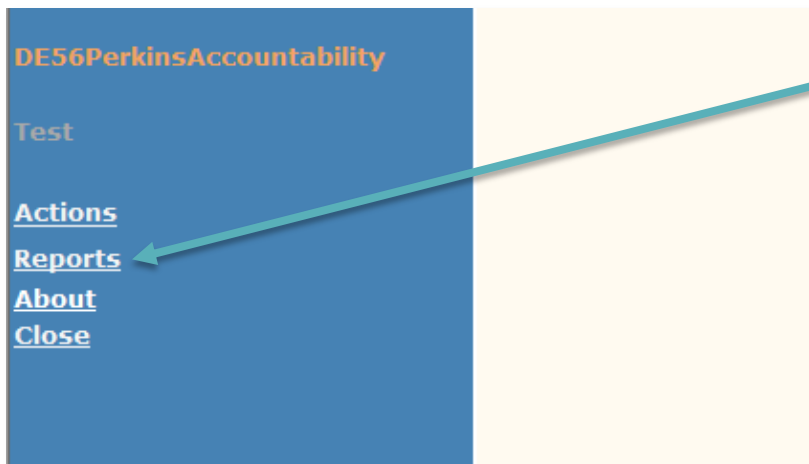 DE56PerkinsAccountability
Test
Actions
Reports
About
Close